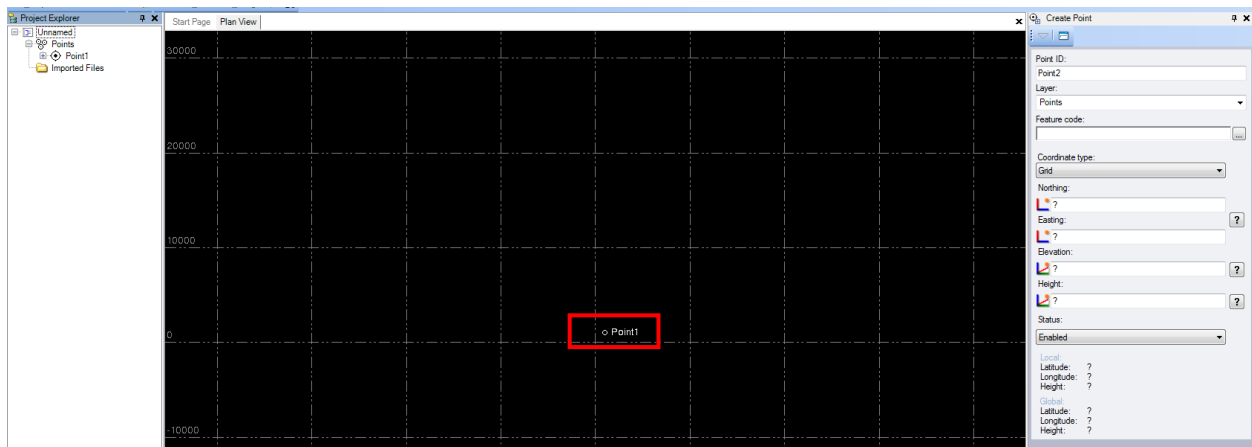 Project Explorer
Unnamed
Points
Point1
Imported Files
Start Page Plan View
30000
20000
10000
0
-10000
Point1
Create Point
Point ID:
Point2
Layer:
Points
Feature code:
...
Coordinate type:
Grid
Northing:
?
Easting:
?
?
Elevation:
?
?
Height:
?
?
Status:
Enabled
Local:
Latitude: ?
Longitude: ?
Height: ?
Global:
Latitude: ?
Longitude: ?
Height: ?